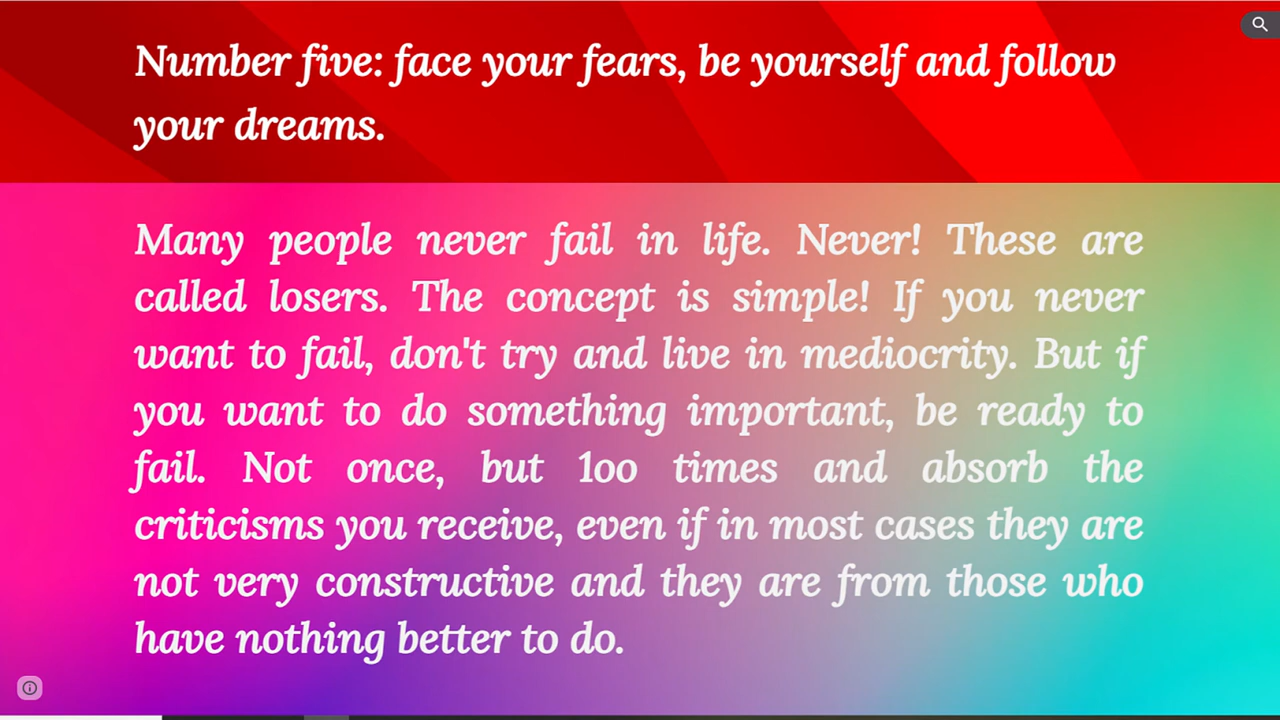 Number five: face your fears, be yourself and follow
your dreams.
Many people never fail in life. Never! These are
called losers. The concept is simple! If you never
want to fail, don't try and live in mediocrity. But if
you want to do something important, be ready to
fail. Not once, but 100 times and absorb the
criticisms you receive, even if in most cases they are
not very constructive and they are from those who
have nothing better to do.